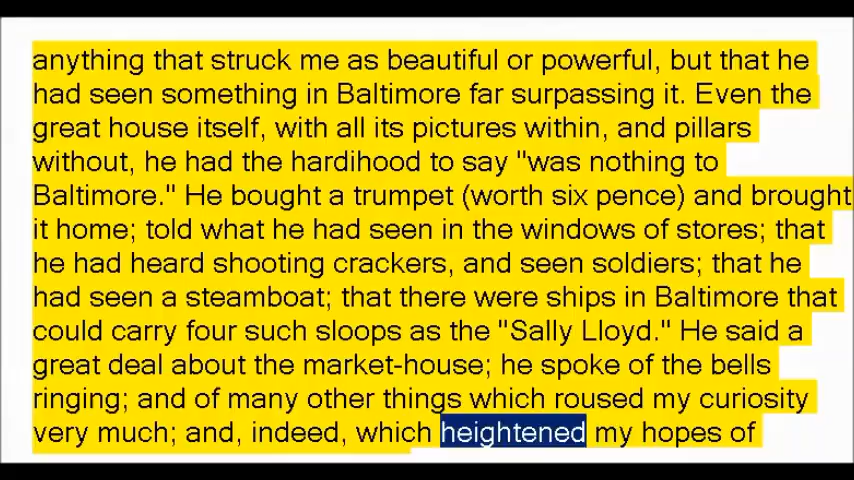 anything that struck me as beautiful or powerful, but that he
had seen something in Baltimore far surpassing it. Even the
great house itself, with all its pictures within, and pillars
without, he had the hardihood to say "was nothing to
Baltimore." He bought a trumpet (worth six pence) and brought
it home; told what he had seen in the windows of stores; that
he had heard shooting crackers, and seen soldiers; that he
had seen a steamboat; that there were ships in Baltimore that
could carry four such sloops as the "Sally Lloyd." He said a
great deal about the market-house; he spoke of the bells
ringing; and of many other things which roused my curiosity
very much; and, indeed, which heightened my hopes of